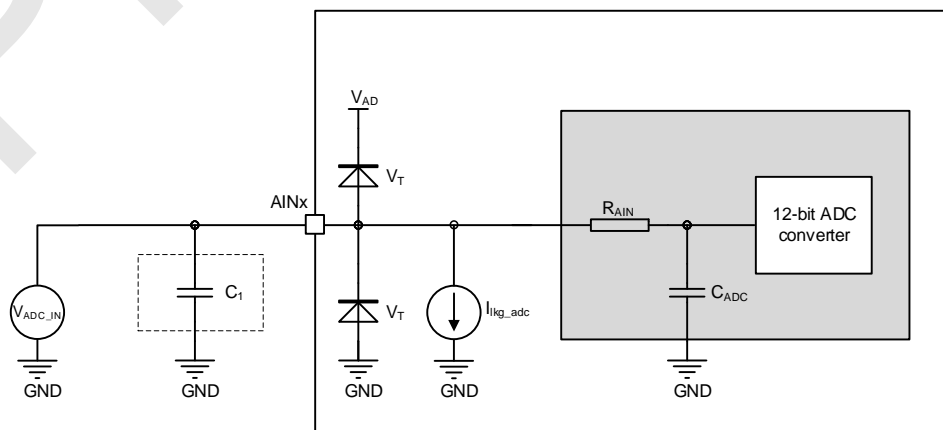 V_AD
V_T
AINx
R_AIN
12-bit ADC
converter
V_ADC_IN
C_1
V_T
I_lkg_adc
C_ADC
GND
GND
GND
GND
GND